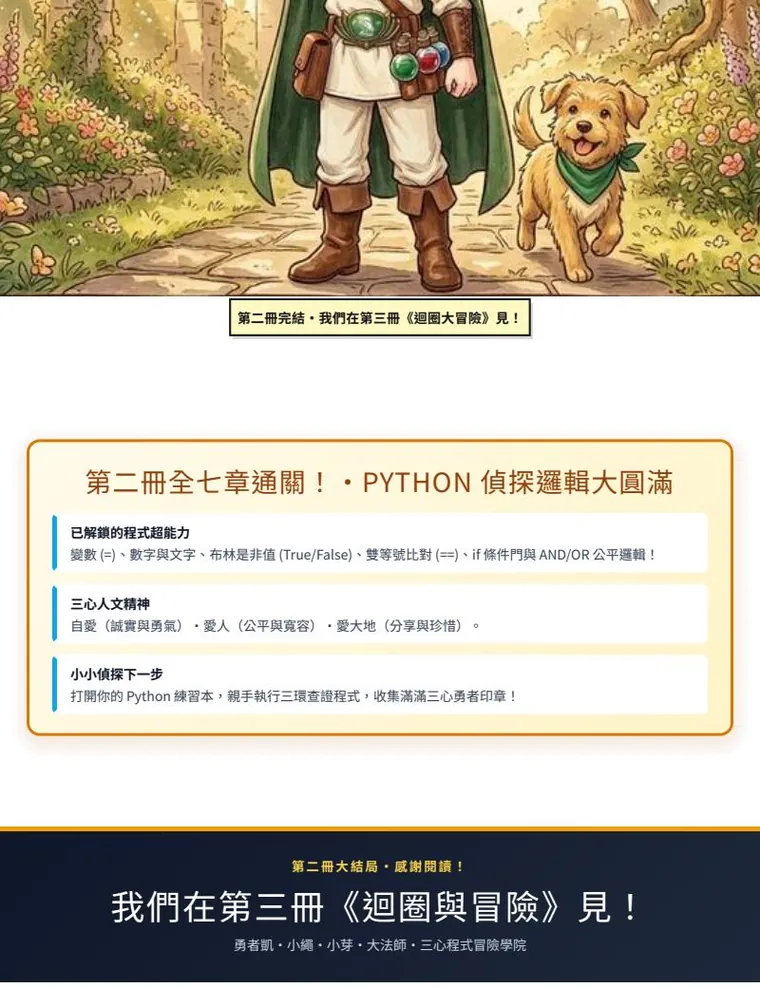 第二冊完結・我們在第三冊《迴圈大冒險》見！
第二冊全七章通關！・PYTHON 偵探邏輯大圓滿
已解鎖的程式超能力
變數 (=)、數字與文字、布林是非值 (True/False)、雙等號比對 (==)、if 條件門與 AND/OR 公平邏輯！
三心人文精神
自愛（誠實與勇氣）・愛人（公平與寬容）・愛大地（分享與珍惜）。
小小偵探下一步
打開你的 Python 練習本，親手執行三環查證程式，收集滿滿三心勇者印章！
第二冊大結局・感謝閱讀！
我們在第三冊《迴圈與冒險》見！
勇者凱・小繩・小芽・大法師・三心程式冒險學院